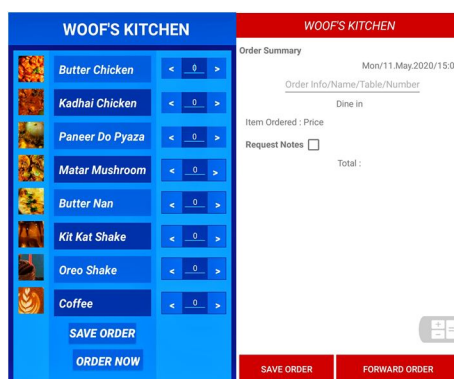 WOOF'S KITCHEN
Butter Chicken < 0 >
Kadhai Chicken < 0 >
Paneer Do Pyaza < 0 >
Matar Mushroom < 0 >
Butter Nan < 0 >
Kit Kat Shake < 0 >
Oreo Shake < 0 >
Coffee < 0 >
SAVE ORDER
ORDER NOW
WOOF'S KITCHEN
Order Summary
Mon/11.May.2020/15:0
Order Info/Name/Table/Number
Dine in
Item Ordered : Price
Request Notes
Total :
SAVE ORDER FORWARD ORDER